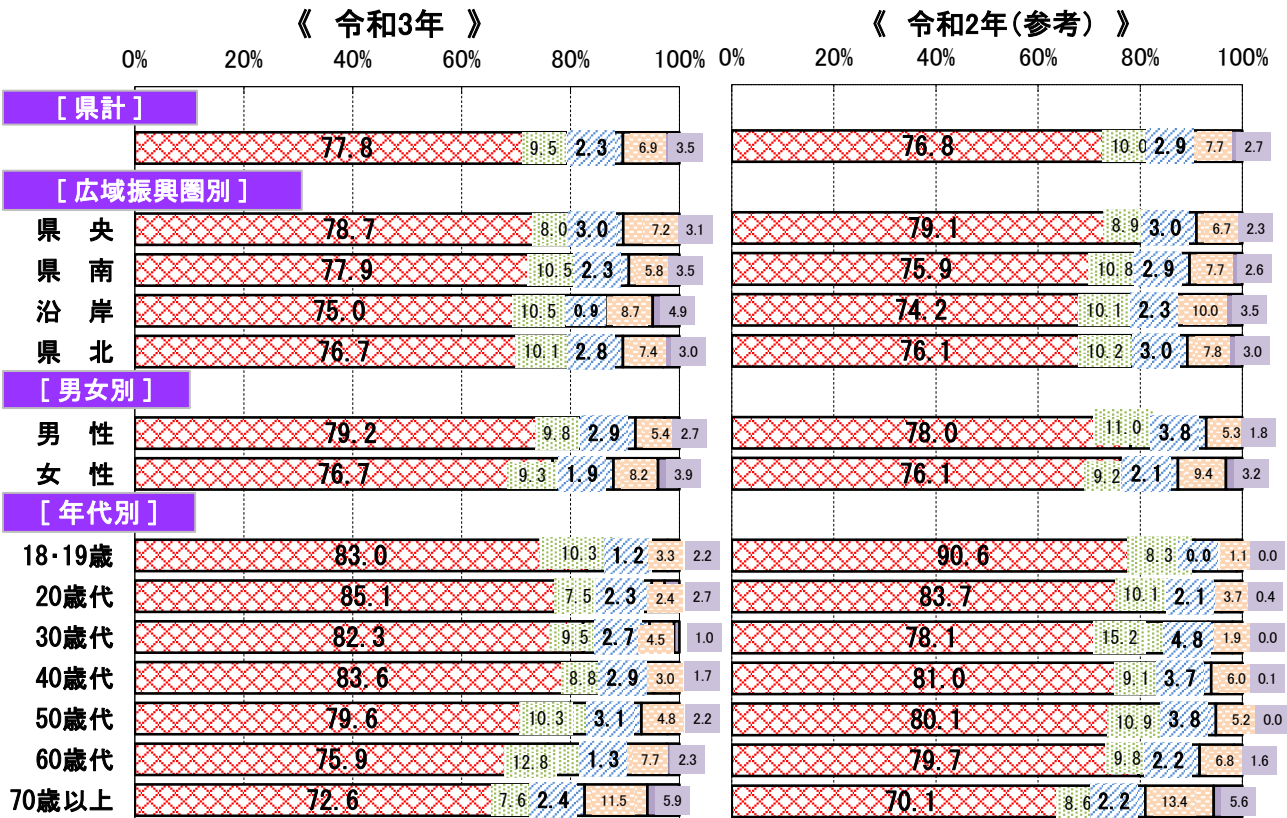 《 令和3年 》 《 令和2年（参考） 》
0% 20% 40% 60% 80% 100% 0% 20% 40% 60% 80% 100%
［ 県計 ］
77.8 9.5 2.3 6.9 3.5 76.8 10.0 2.9 7.7 2.7
［ 広域振興圏別 ］
県 央 78.7 8.0 3.0 7.2 3.1 79.1 8.9 3.0 6.7 2.3
県 南 77.9 10.5 2.3 5.8 3.5 75.9 10.8 2.9 7.7 2.6
沿 岸 75.0 10.5 0.9 8.7 4.9 74.2 10.1 2.3 10.0 3.5
県 北 76.7 10.1 2.8 7.4 3.0 76.1 10.2 3.0 7.8 3.0
［ 男女別 ］
男 性 79.2 9.8 2.9 5.4 2.7 78.0 11.0 3.8 5.3 1.8
女 性 76.7 9.3 1.9 8.2 3.9 76.1 9.2 2.1 9.4 3.2
［ 年代別 ］
18･19歳 83.0 10.3 1.2 3.3 2.2 90.6 8.3 0.0 1.1 0.0
20歳代 85.1 7.5 2.3 2.4 2.7 83.7 10.1 2.1 3.7 0.4
30歳代 82.3 9.5 2.7 4.5 1.0 78.1 15.2 4.8 1.9 0.0
40歳代 83.6 8.8 2.9 3.0 1.7 81.0 9.1 3.7 6.0 0.1
50歳代 79.6 10.3 3.1 4.8 2.2 80.1 10.9 3.8 5.2 0.0
60歳代 75.9 12.8 1.3 7.7 2.3 79.7 9.8 2.2 6.8 1.6
70歳以上 72.6 7.6 2.4 11.5 5.9 70.1 8.6 2.2 13.4 5.6